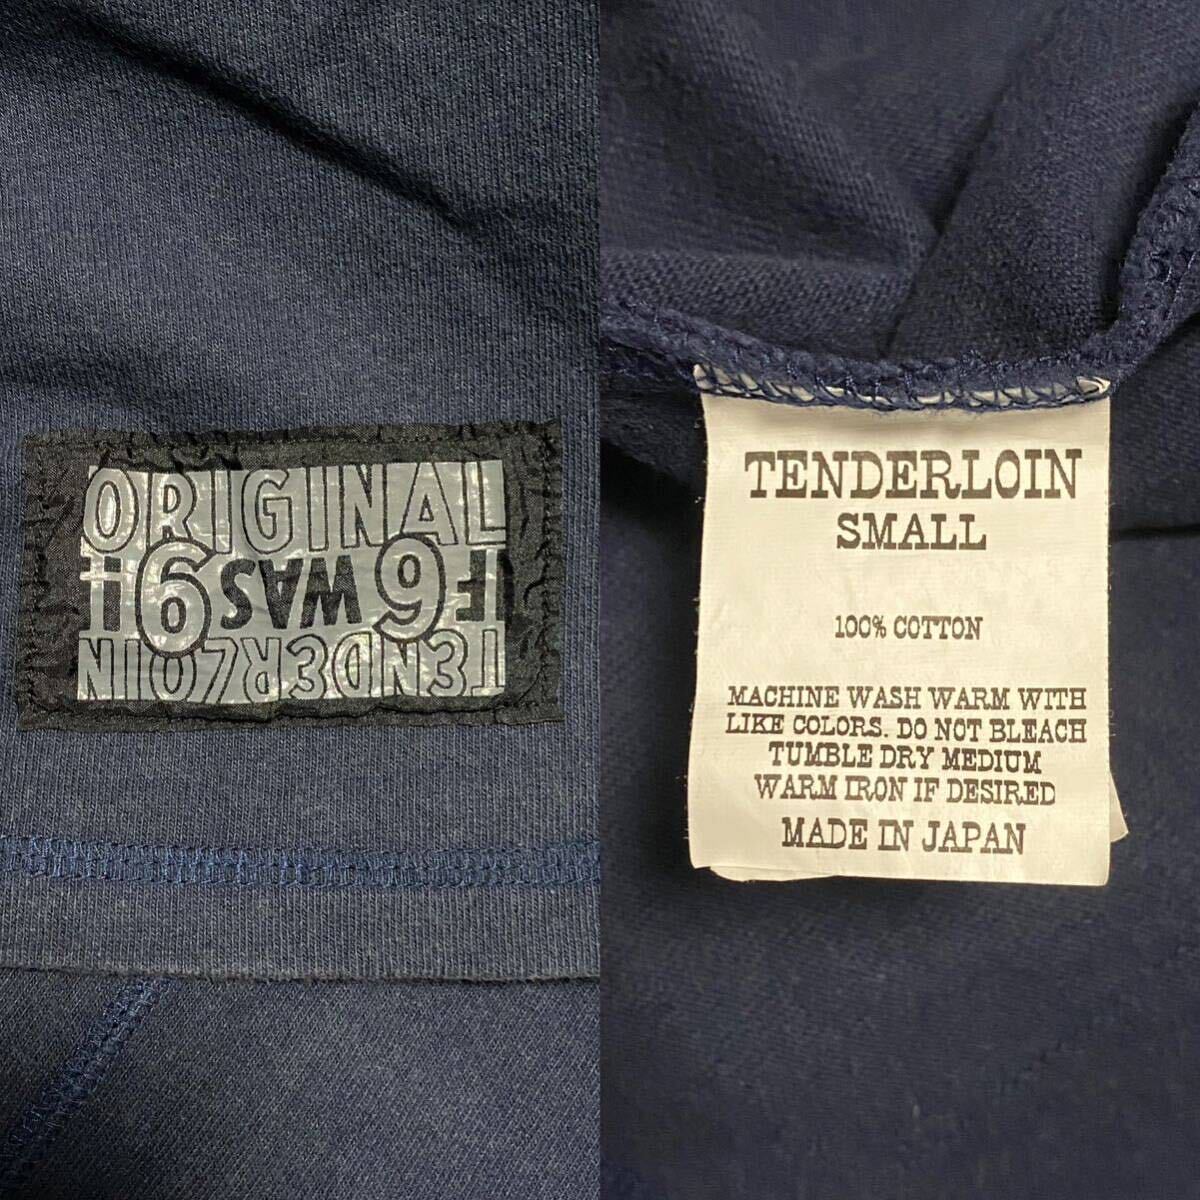 ORIGINAL
IF 6 WAS 9
TENDERLOIN
TENDERLOIN
SMALL
100% COTTON
MACHINE WASH WARM WITH
LIKE COLORS. DO NOT BLEACH
TUMBLE DRY MEDIUM
WARM IRON IF DESIRED
MADE IN JAPAN